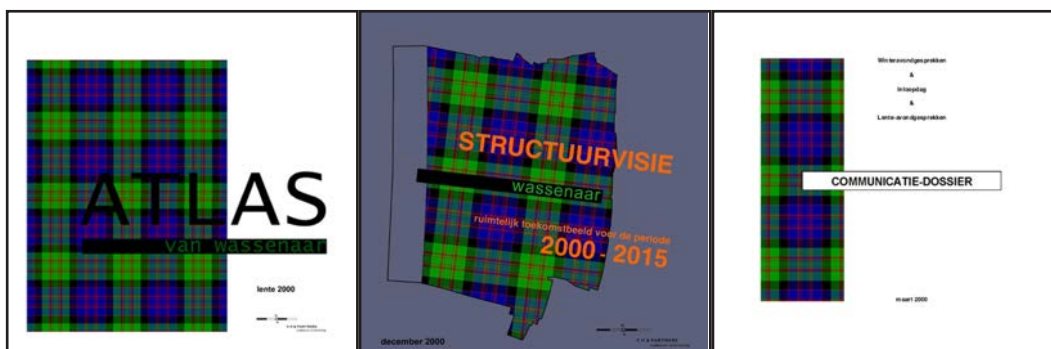 ATLAS
van wassenaar
lente 2000
STRUCTUURVISIE
wassenaar
ruimtelijk toekomstbeeld voor de periode
2000 - 2015
december 2000
Winteravondgesprekken
&
Inloopdag
&
Lente-avondgesprekken
COMMUNICATIE-DOSSIER
maart 2000